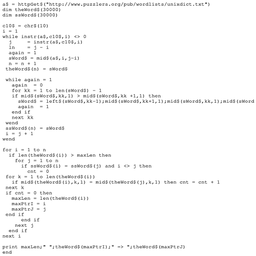 a$ = httpGet$("http://www.puzzlers.org/pub/wordlists/unixdict.txt")
dim theWord$(30000)
dim ssWord$(30000)
c10$ = chr$(10)
i = 1
while instr(a$,c10$,i) <> 0
j = instr(a$,c10$,i)
ln = j - i
again = 1
sWord$ = mid$(a$,i,j-i)
n = n + 1
theWord$(n) = sWord$
while again = 1
again = 0
for kk = 1 to len(sWord$) - 1
if mid$(sWord$,kk,1) > mid$(sWord$,kk +1,1) then
sWord$ = left$(sWord$,kk-1);mid$(sWord$,kk+1,1);mid$(sWord$,kk,1);mid$(sWord
again = 1
end if
next kk
wend
ssWord$(n) = sWord$
i = j + 1
wend
for i = 1 to n
if len(theWord$(i)) > maxLen then
for j = 1 to n
if ssWord$(i) = ssWord$(j) and i <> j then
cnt = 0
for k = 1 to len(theWord$(i))
if mid$(theWord$(i),k,1) = mid$(theWord$(j),k,1) then cnt = cnt + 1
next k
if cnt = 0 then
maxLen = len(theWord$(i))
maxPtrI = i
maxPtrJ = j
end if
end if
next j
end if
next i
print maxLen;" ";theWord$(maxPtrI);" => ";theWord$(maxPtrJ)
end